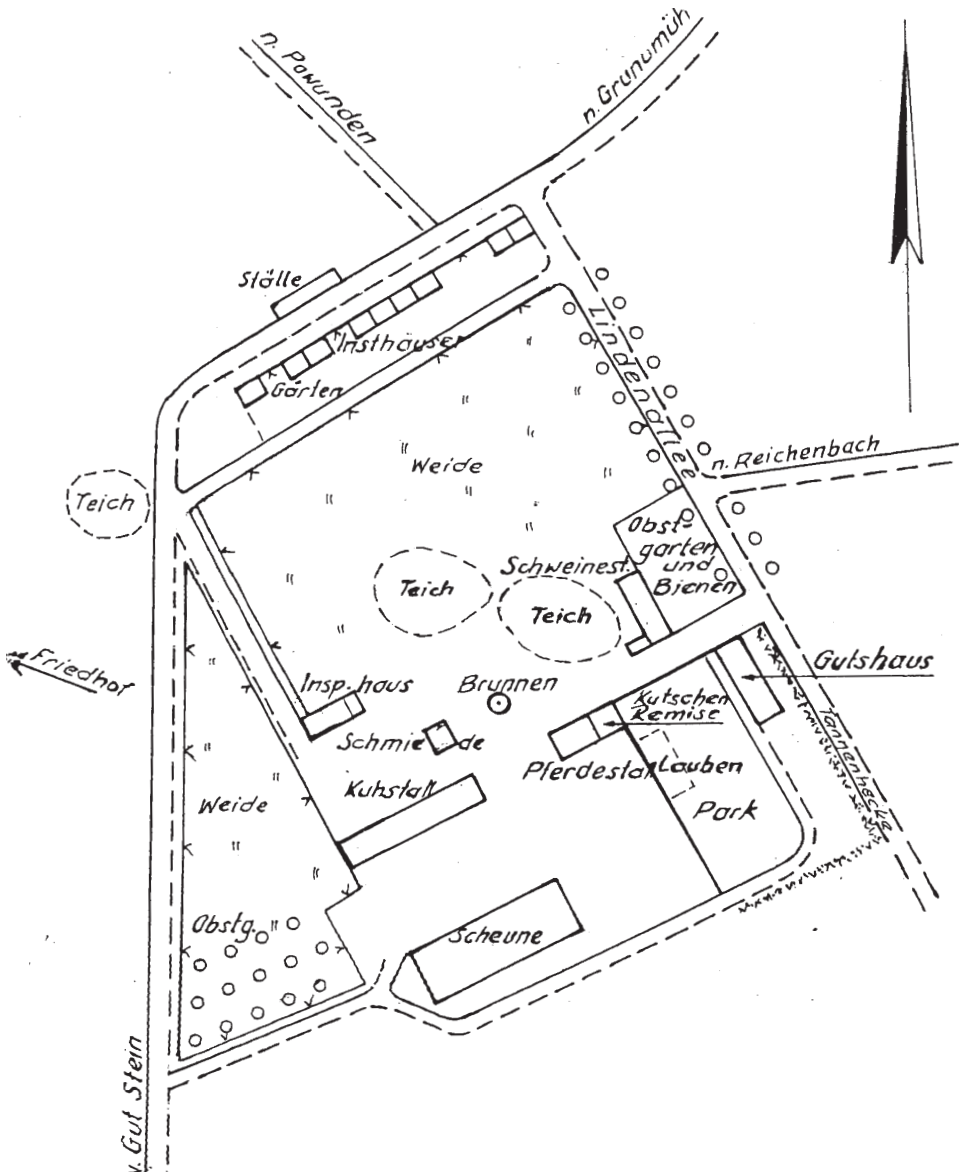 n. Powunden
n. Grunaumüh
Ställe
Insthäuser
Gärten
Lindenallee
n. Reichenbach
Weide
Teich
Obst-
garten
und
Bienen
Schweinest.
Teich
Teich
Friedhof
Gutshaus
Insp.haus
Brunnen
Kutschen
Remise
Schmiede
Pferdestall
Lauben
Tannenhecke
Kuhstall
Weide
Park
Obstg.
Scheune
v. Gut Stein